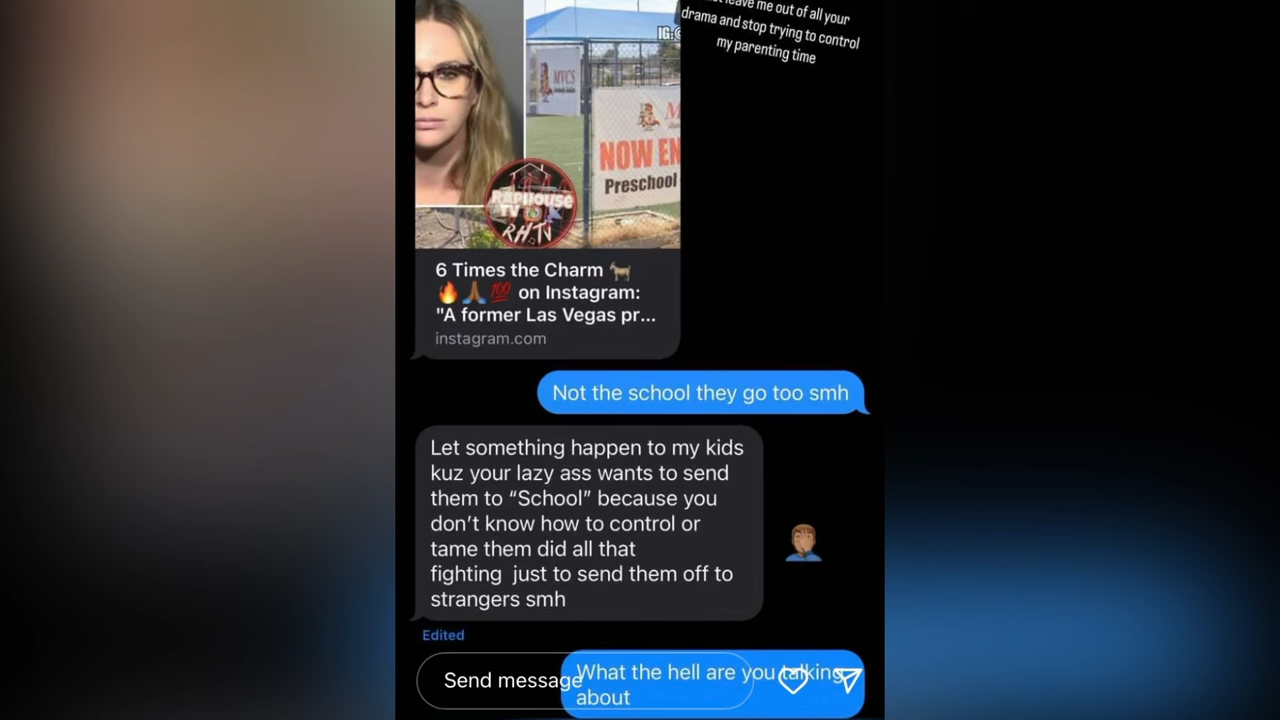 leave me out of all your
drama and stop trying to control
my parenting time
IG:@
MVCS
NOW EN
Preschool
RAPHOUSE
TV
RHTV
6 Times the Charm 🐐
🔥🙏🏾💯 on Instagram:
"A former Las Vegas pr...
instagram.com
Not the school they go too smh
Let something happen to my kids
kuz your lazy ass wants to send
them to “School” because you
don’t know how to control or
tame them did all that
fighting just to send them off to
strangers smh
Edited
What the hell are you talking
about
Send message